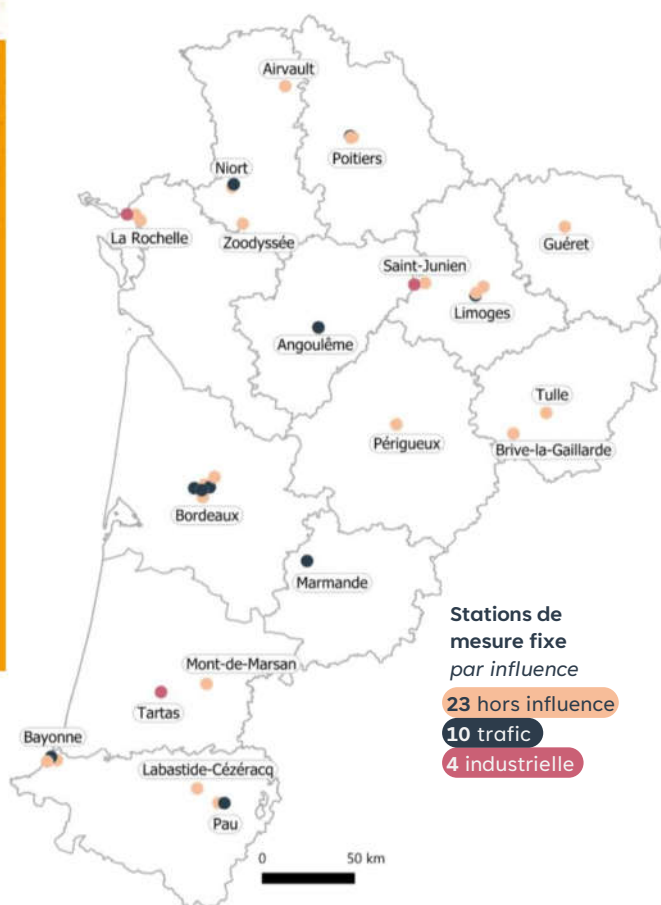 Airvault
Poitiers
Niort
La Rochelle
Zoodyssée
Guéret
Saint-Junien
Limoges
Angoulême
Tulle
Périgueux
Brive-la-Gaillarde
Bordeaux
Marmande
Stations de
mesure fixe
par influence
23 hors influence
10 trafic
4 industrielle
Mont-de-Marsan
Tartas
Bayonne
Labastide-Cézéracq
Pau
0 50 km